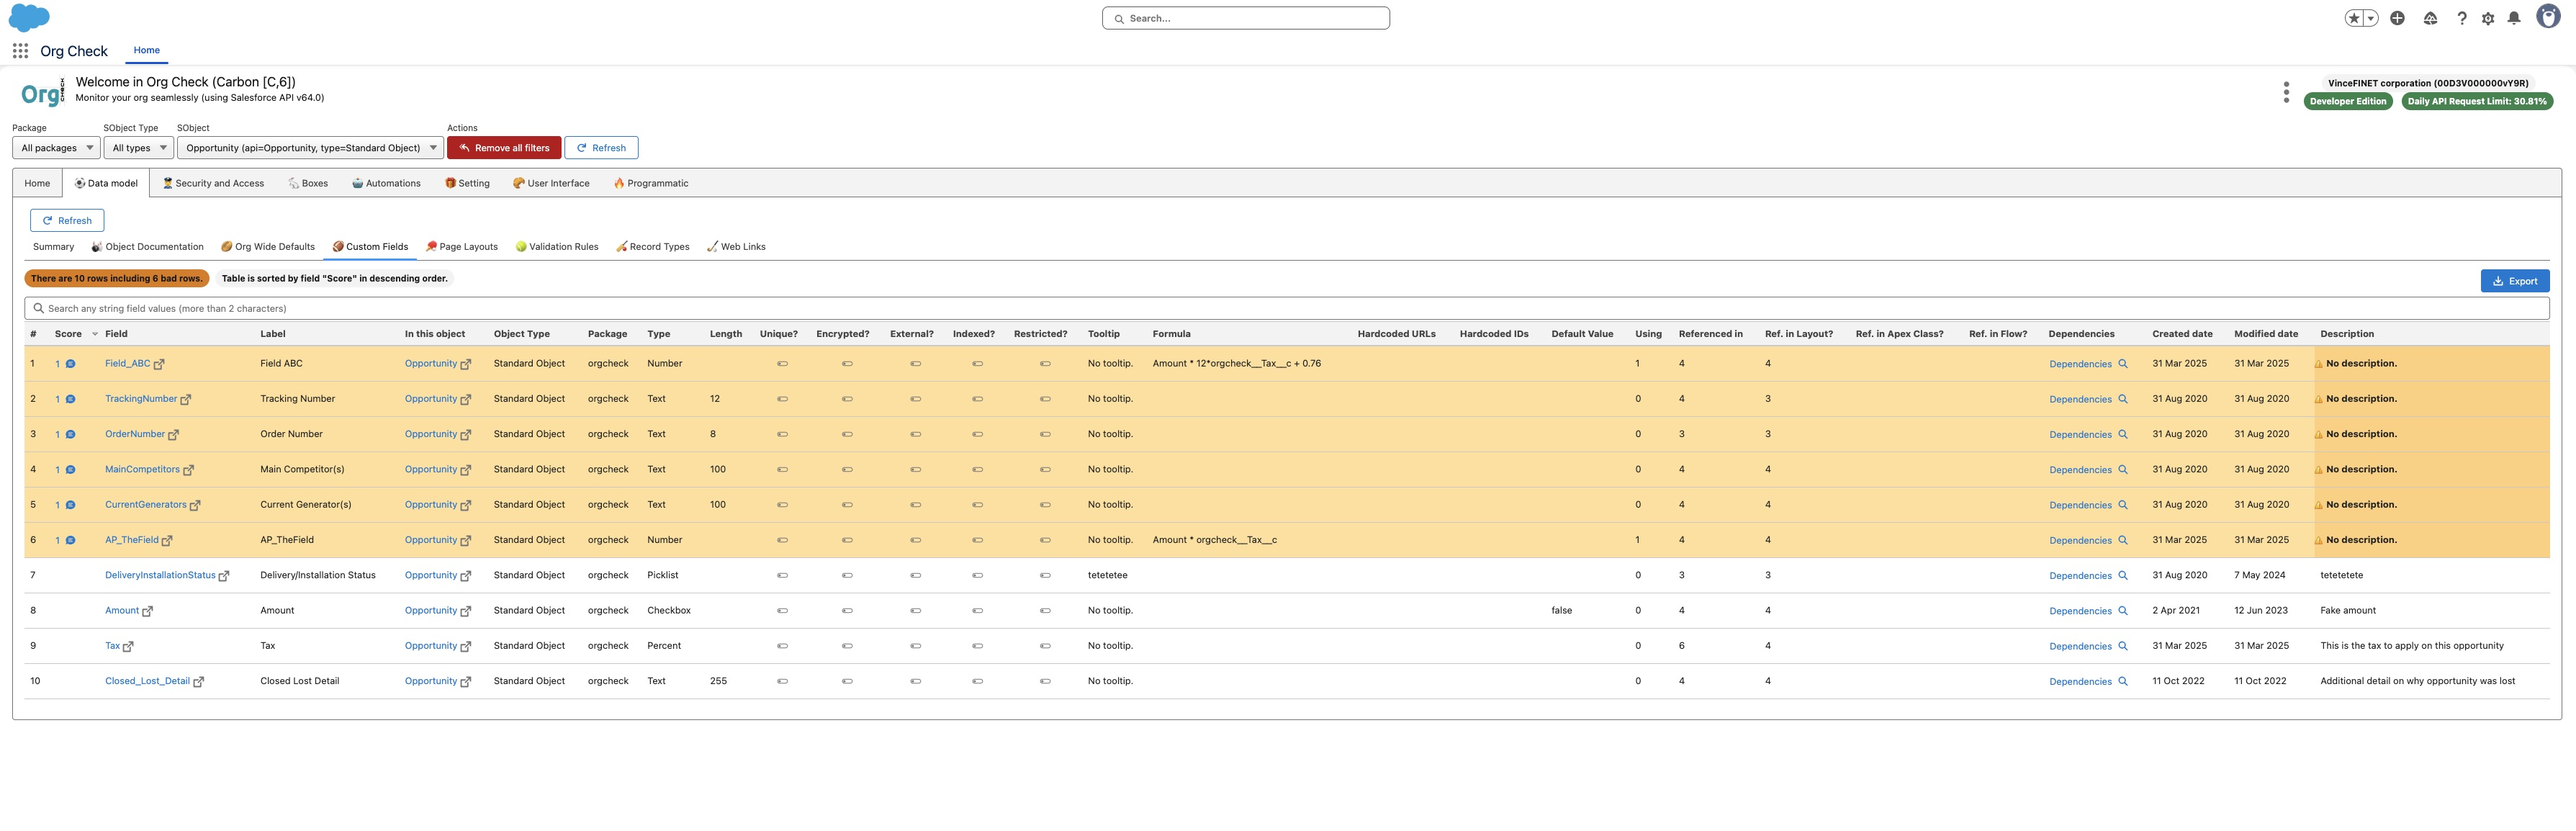 Search...
Org Check Home
Org CHECK
Welcome in Org Check (Carbon [C,6])
Monitor your org seamlessly (using Salesforce API v64.0)
VinceFINET corporation (00D3V000000vY9R)
Developer Edition Daily API Request Limit: 30.81%
Package SObject Type SObject Actions
All packages All types Opportunity (api=Opportunity, type=Standard Object) Remove all filters Refresh
Home Data model Security and Access Boxes Automations Setting User Interface Programmatic
Refresh
Summary Object Documentation Org Wide Defaults Custom Fields Page Layouts Validation Rules Record Types Web Links
There are 10 rows including 6 bad rows. Table is sorted by field "Score" in descending order. Export
Search any string field values (more than 2 characters)
# Score Field Label In this object Object Type Package Type Length Unique? Encrypted? External? Indexed? Restricted? Tooltip Formula Hardcoded URLs Hardcoded IDs Default Value Using Referenced in Ref. in Layout? Ref. in Apex Class? Ref. in Flow? Dependencies Created date Modified date Description
1 1 Field_ABC Field ABC Opportunity Standard Object orgcheck Number No tooltip. Amount * 12*orgcheck__Tax__c + 0.76 1 4 4 Dependencies 31 Mar 2025 31 Mar 2025 No description.
2 1 TrackingNumber Tracking Number Opportunity Standard Object orgcheck Text 12 No tooltip. 0 4 3 Dependencies 31 Aug 2020 31 Aug 2020 No description.
3 1 OrderNumber Order Number Opportunity Standard Object orgcheck Text 8 No tooltip. 0 3 3 Dependencies 31 Aug 2020 31 Aug 2020 No description.
4 1 MainCompetitors Main Competitor(s) Opportunity Standard Object orgcheck Text 100 No tooltip. 0 4 4 Dependencies 31 Aug 2020 31 Aug 2020 No description.
5 1 CurrentGenerators Current Generator(s) Opportunity Standard Object orgcheck Text 100 No tooltip. 0 4 4 Dependencies 31 Aug 2020 31 Aug 2020 No description.
6 1 AP_TheField AP_TheField Opportunity Standard Object orgcheck Number No tooltip. Amount * orgcheck__Tax__c 1 4 4 Dependencies 31 Mar 2025 31 Mar 2025 No description.
7 DeliveryInstallationStatus Delivery/Installation Status Opportunity Standard Object orgcheck Picklist tetetetee 0 3 3 Dependencies 31 Aug 2020 7 May 2024 tetetetete
8 Amount Amount Opportunity Standard Object orgcheck Checkbox No tooltip. false 0 4 4 Dependencies 2 Apr 2021 12 Jun 2023 Fake amount
9 Tax Tax Opportunity Standard Object orgcheck Percent No tooltip. 0 6 4 Dependencies 31 Mar 2025 31 Mar 2025 This is the tax to apply on this opportunity
10 Closed_Lost_Detail Closed Lost Detail Opportunity Standard Object orgcheck Text 255 No tooltip. 0 4 4 Dependencies 11 Oct 2022 11 Oct 2022 Additional detail on why opportunity was lost